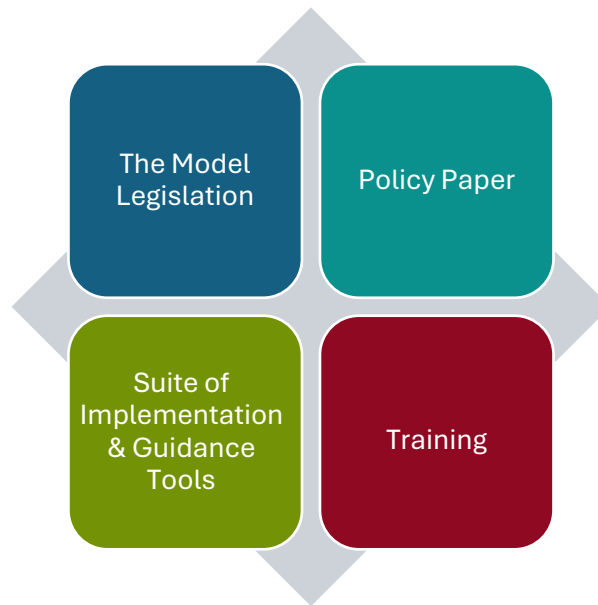 The Model
Legislation
Policy Paper
Suite of
Implementation
& Guidance
Tools
Training